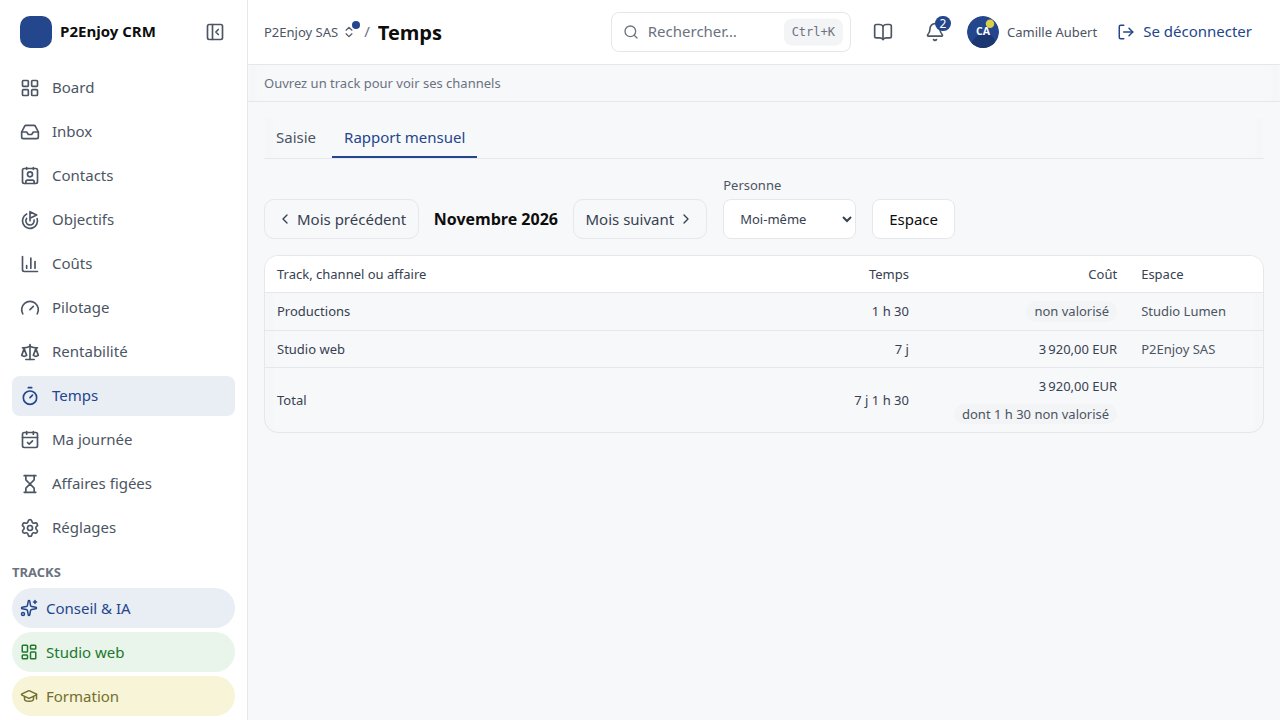 P2Enjoy CRM
Board
Inbox
Contacts
Objectifs
Coûts
Pilotage
Rentabilité
Temps
Ma journée
Affaires figées
Réglages
TRACKS
Conseil & IA
Studio web
Formation
P2Enjoy SAS / Temps
Rechercher... Ctrl+K
2
CA Camille Aubert
Se déconnecter
Ouvrez un track pour voir ses channels
Saisie Rapport mensuel
Personne
Mois précédent Novembre 2026 Mois suivant Moi-même Espace
Track, channel ou affaire Temps Coût Espace
Productions 1 h 30 non valorisé Studio Lumen
Studio web 7 j 3 920,00 EUR P2Enjoy SAS
Total 7 j 1 h 30 3 920,00 EUR
dont 1 h 30 non valorisé